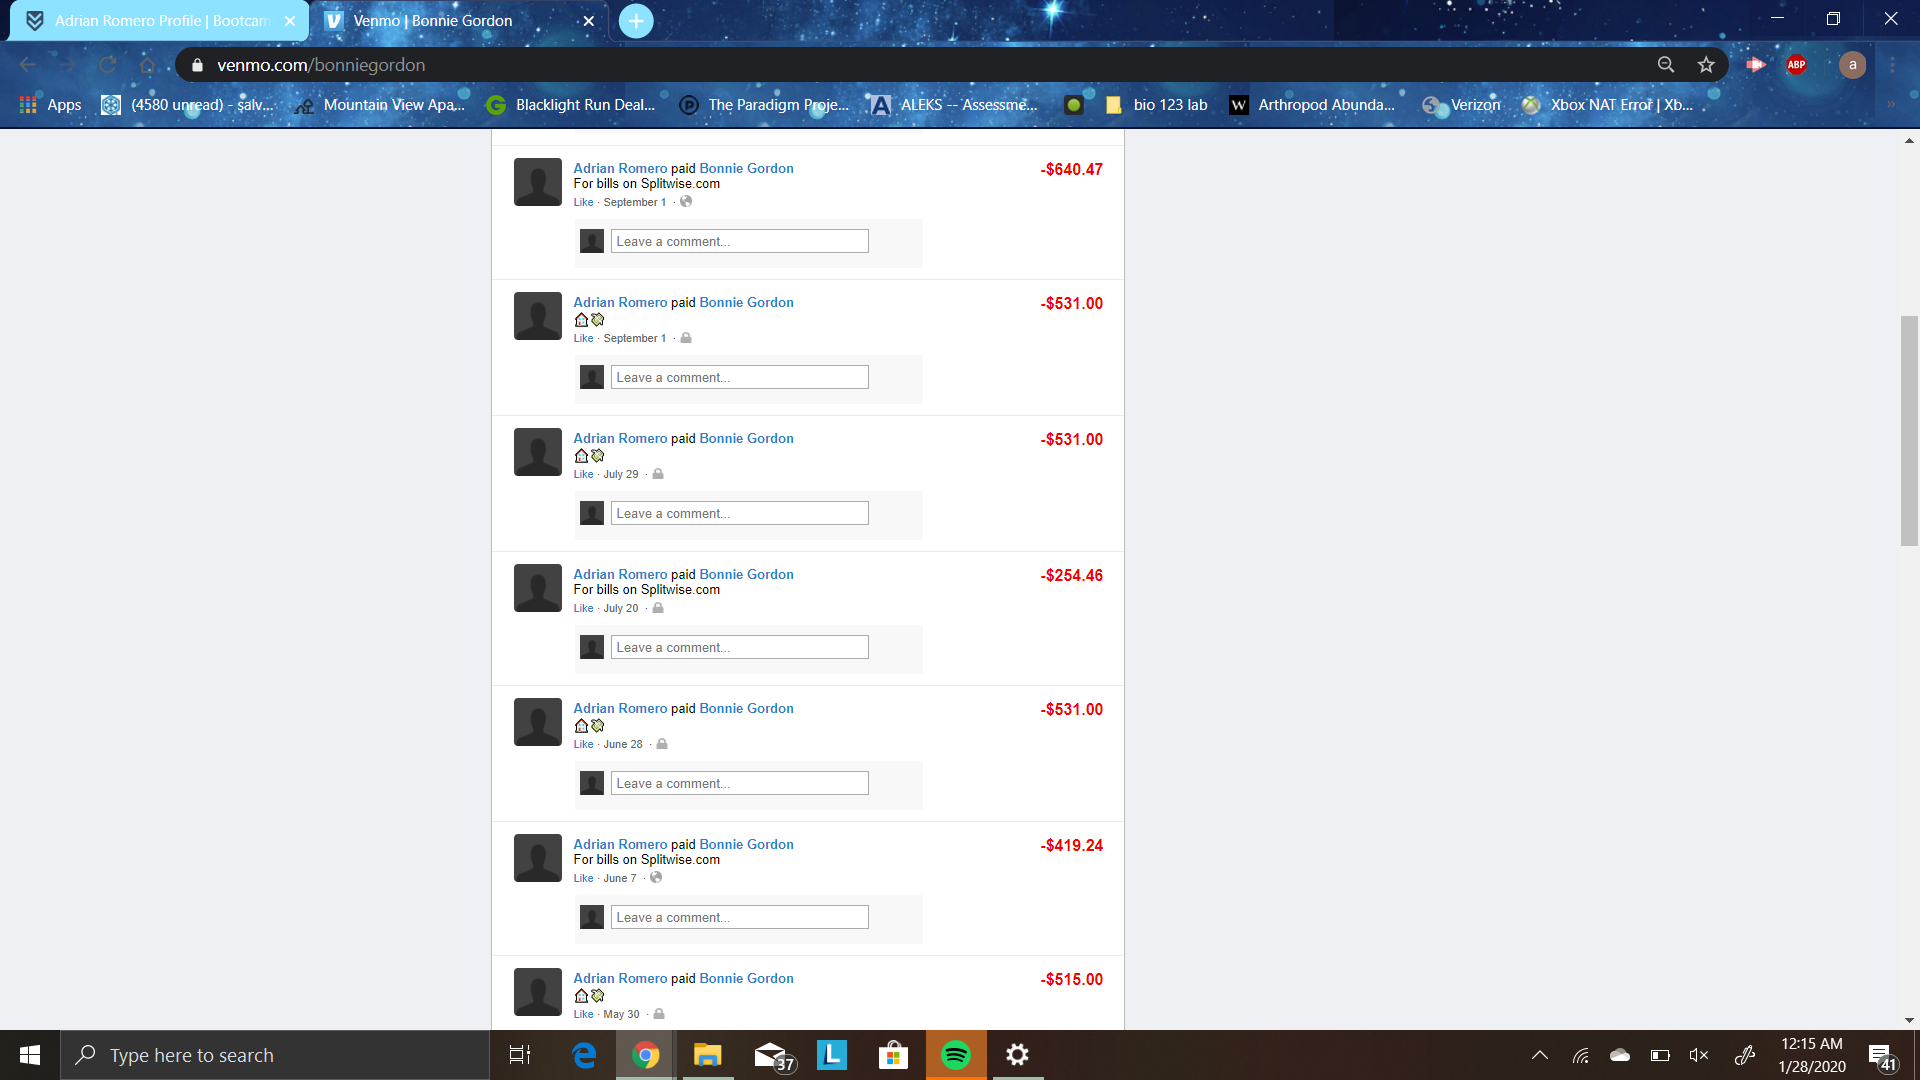 Adrian Romero Profile | Bootcam
Venmo | Bonnie Gordon
venmo.com/bonniegordon
ABP
a
Apps
(4580 unread) - salv...
Mountain View Apa...
Blacklight Run Deal...
The Paradigm Proje...
ALEKS -- Assessme...
bio 123 lab
Arthropod Abunda...
Verizon
Xbox NAT Error | Xb...
»
Adrian Romero paid Bonnie Gordon -$640.47
For bills on Splitwise.com
Like · September 1 ·
Leave a comment...
Adrian Romero paid Bonnie Gordon -$531.00
🏠💸
Like · September 1 ·
Leave a comment...
Adrian Romero paid Bonnie Gordon -$531.00
🏠💸
Like · July 29 ·
Leave a comment...
Adrian Romero paid Bonnie Gordon -$254.46
For bills on Splitwise.com
Like · July 20 ·
Leave a comment...
Adrian Romero paid Bonnie Gordon -$531.00
🏠💸
Like · June 28 ·
Leave a comment...
Adrian Romero paid Bonnie Gordon -$419.24
For bills on Splitwise.com
Like · June 7 ·
Leave a comment...
Adrian Romero paid Bonnie Gordon -$515.00
🏠💸
Like · May 30 ·
Type here to search
37
L
12:15 AM
1/28/2020
41